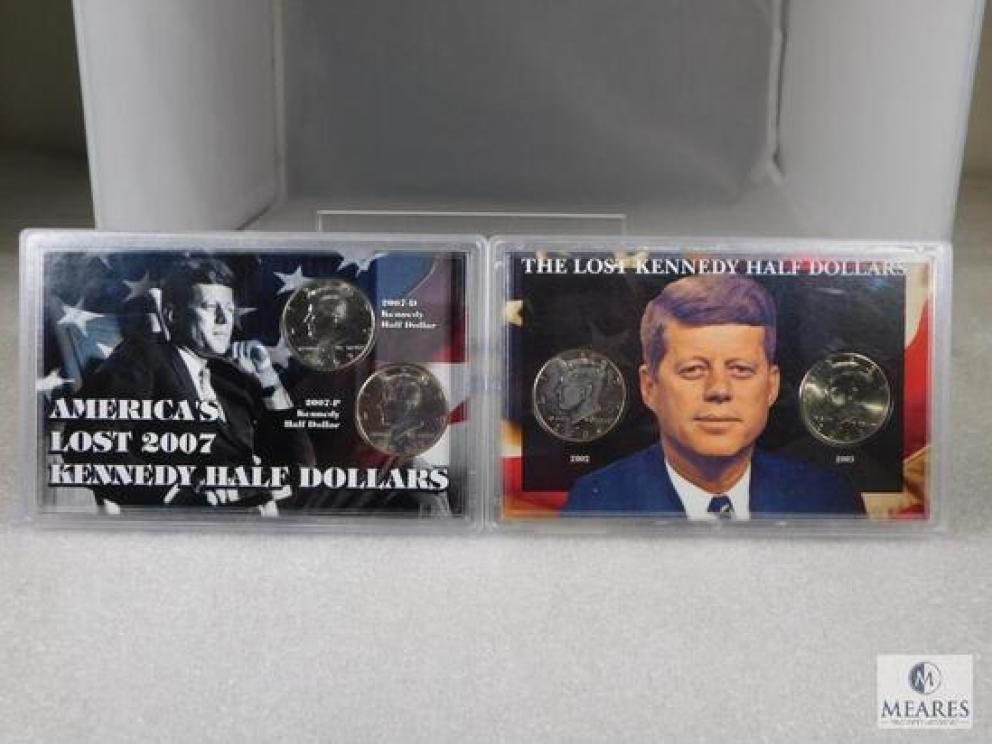 2007-D
Kennedy
Half Dollar
2007-P
Kennedy
Half Dollar
AMERICA'S
LOST 2007
KENNEDY HALF DOLLARS
THE LOST KENNEDY HALF DOLLARS
2002
2003
M
MEARES